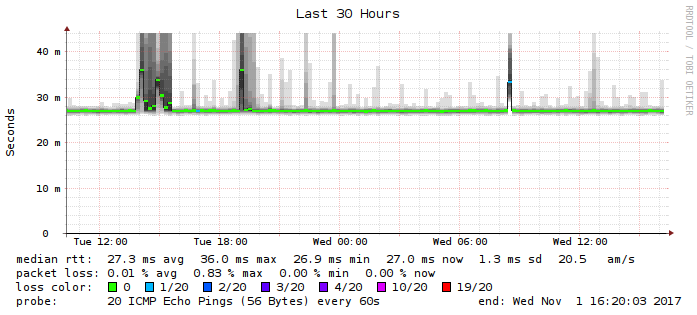 Last 30 Hours
RRDTOOL / TOBI OETIKER
Seconds
40 m
30 m
20 m
10 m
0
Tue 12:00 Tue 18:00 Wed 00:00 Wed 06:00 Wed 12:00
median rtt: 27.3 ms avg 36.0 ms max 26.9 ms min 27.0 ms now 1.3 ms sd 20.5 am/s
packet loss: 0.01 % avg 0.83 % max 0.00 % min 0.00 % now
loss color: 0 1/20 2/20 3/20 4/20 10/20 19/20
probe: 20 ICMP Echo Pings (56 Bytes) every 60s end: Wed Nov 1 16:20:03 2017